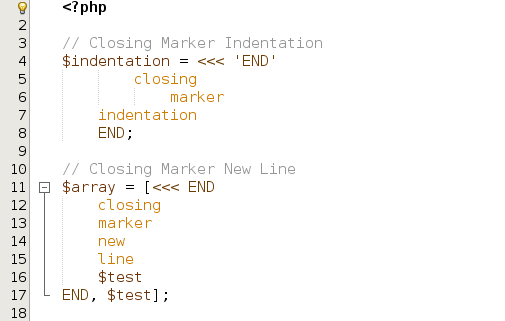 <?php
2
3 // Closing Marker Indentation
4 $indentation = <<< 'END'
5         closing
6             marker
7     indentation
8     END;
9
10 // Closing Marker New Line
11 $array = [<<< END
12     closing
13     marker
14     new
15     line
16     $test
17 END, $test];
18